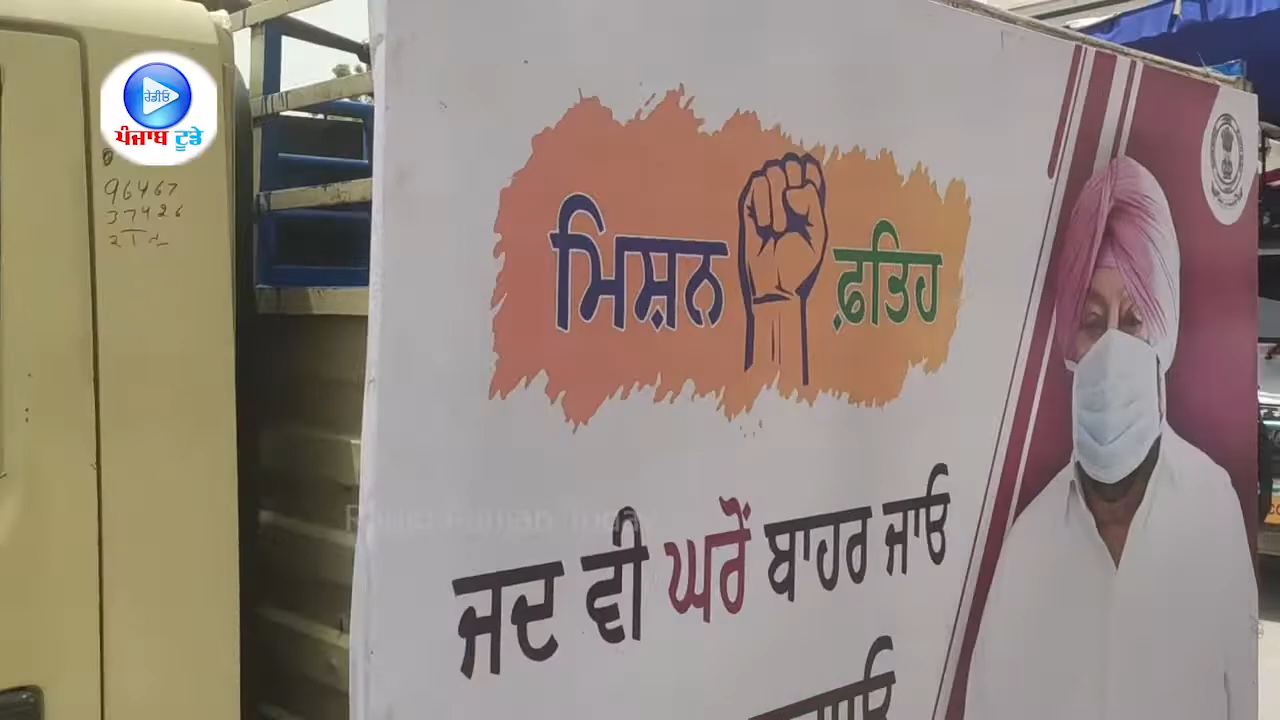 ਰੇਡੀਓ
ਪੰਜਾਬ ਟੂਡੇ
96467
37426
ਮਿਸ਼ਨ ਫ਼ਤਿਹ
ਜਦ ਵੀ ਘਰੋਂ ਬਾਹਰ ਜਾਓ